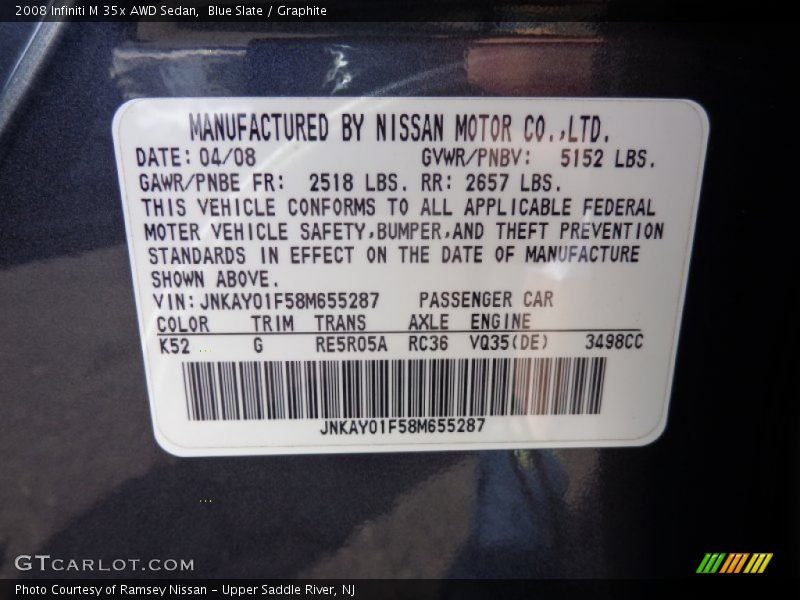 2008 Infiniti M 35x AWD Sedan,  Blue Slate / Graphite
MANUFACTURED BY NISSAN MOTOR CO.,LTD.
DATE: 04/08 GVWR/PNBV: 5152 LBS.
GAWR/PNBE FR: 2518 LBS. RR: 2657 LBS.
THIS VEHICLE CONFORMS TO ALL APPLICABLE FEDERAL
MOTER VEHICLE SAFETY,BUMPER,AND THEFT PREVENTION
STANDARDS IN EFFECT ON THE DATE OF MANUFACTURE
SHOWN ABOVE.
VIN: JNKAY01F58M655287 PASSENGER CAR
COLOR TRIM TRANS AXLE ENGINE
K52 G RE5R05A RC36 VQ35(DE) 3498CC
JNKAY01F58M655287
GTCARLOT.COM
Photo Courtesy of Ramsey Nissan - Upper Saddle River, NJ